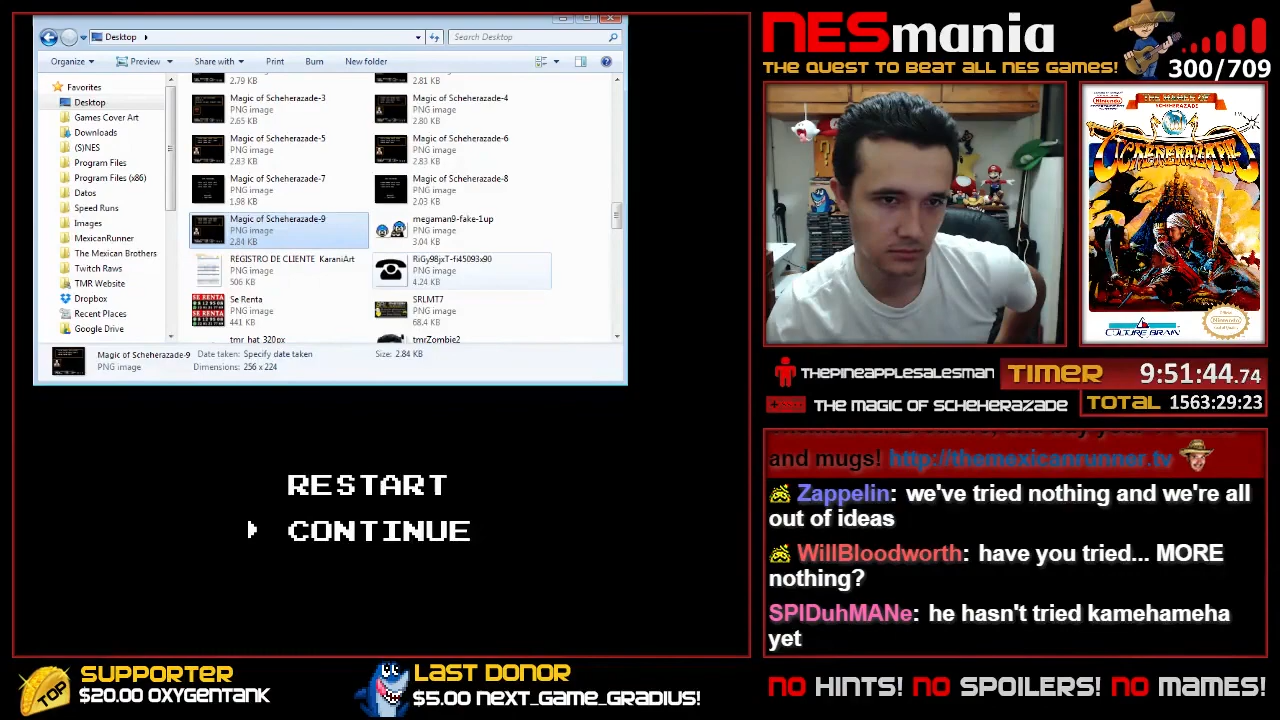 Desktop
Search Desktop
Organize
Preview
Share with
Print
Burn
New folder
Favorites
Desktop
Games Cover Art
Downloads
(S)NES
Program Files
Program Files (x86)
Datos
Speed Runs
Images
MexicanRunner
The Mexican Brothers
Twitch Raws
TMR Website
Dropbox
Recent Places
Google Drive
2.79 KB
2.81 KB
Magic of Scheherazade-3
PNG image
2.65 KB
Magic of Scheherazade-4
PNG image
2.80 KB
Magic of Scheherazade-5
PNG image
2.83 KB
Magic of Scheherazade-6
PNG image
2.83 KB
Magic of Scheherazade-7
PNG image
1.98 KB
Magic of Scheherazade-8
PNG image
2.03 KB
Magic of Scheherazade-9
PNG image
2.84 KB
megaman9-fake-1up
PNG image
3.04 KB
REGISTRO DE CLIENTE KaraniArt
PNG image
506 KB
PNG image
4.24 KB
Se Renta
PNG image
441 KB
SRLMT7
PNG image
68.4 KB
tmr hat 320px
tmrZombie2
Magic of Scheherazade-9
PNG image
Date taken: Specify date taken
Dimensions: 256 x 224
Size: 2.84 KB
RESTART
CONTINUE
NESmania
THE QUEST TO BEAT ALL NES GAMES!
300/709
SCHEHERAZADE
Nintendo
CULTURE BRAIN
THEPINEAPPLESALESMAN
TIMER
9:51:44.74
THE MAGIC OF SCHEHERAZADE
TOTAL 1563:29:23
and mugs! http://themexicanrunner.tv
Zappelin: we've tried nothing and we're all
out of ideas
WillBloodworth: have you tried... MORE
nothing?
SPIDuhMANe: he hasn't tried kamehameha
yet
TOP
SUPPORTER
$20.00 OXYGENTANK
LAST DONOR
$5.00 NEXT_GAME_GRADIUS!
NO HINTS! NO SPOILERS! NO MAMES!